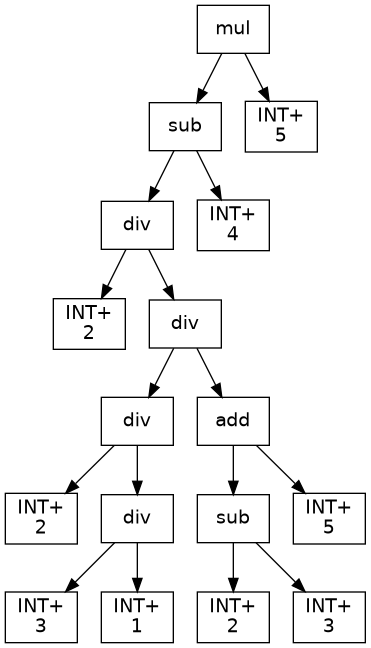 mul
sub
INT+
5
div
INT+
4
INT+
2
div
div
add
INT+
2
div
sub
INT+
5
INT+
3
INT+
1
INT+
2
INT+
3